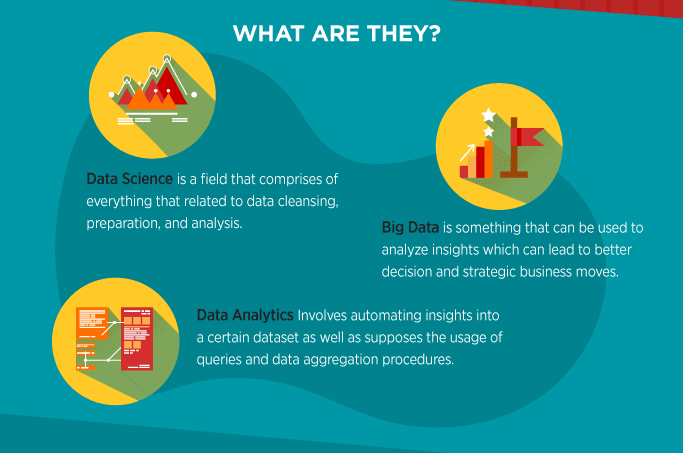 WHAT ARE THEY?
Data Science is a field that comprises of
everything that related to data cleansing,
preparation, and analysis.
Big Data is something that can be used to
analyze insights which can lead to better
decision and strategic business moves.
Data Analytics Involves automating insights into
a certain dataset as well as supposes the usage of
queries and data aggregation procedures.